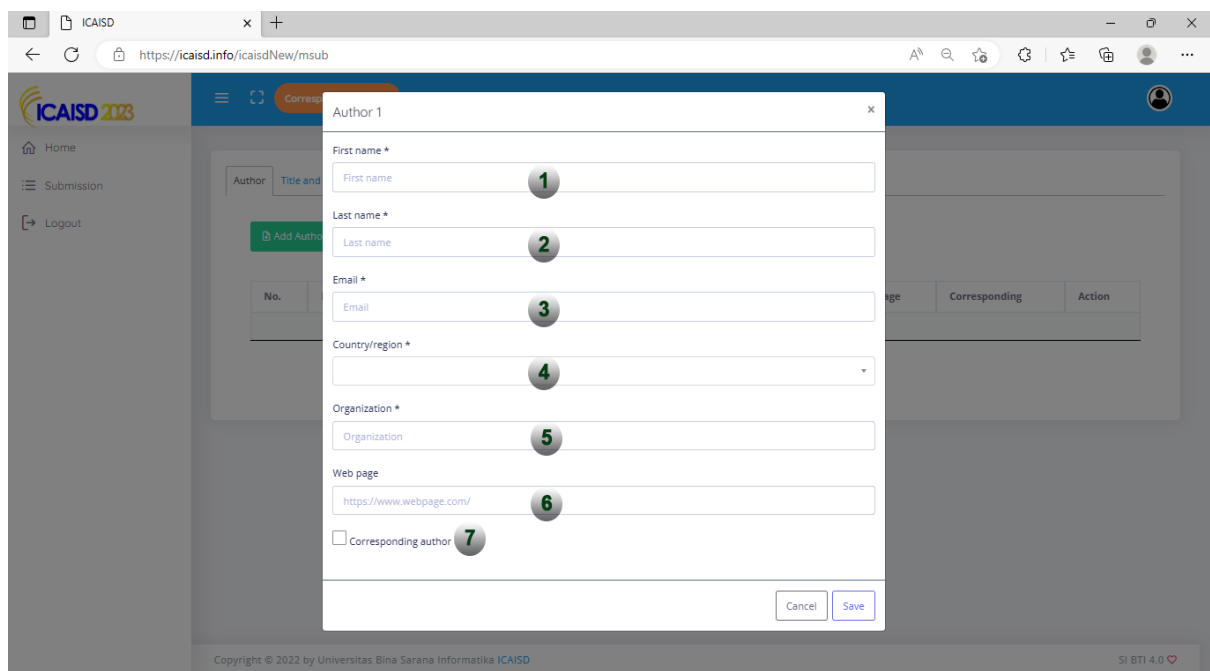 ICAISD
https://icaisd.info/icaisdNew/msub
ICAISD 2023
Corresp
Home
Submission
Logout
Author Title and
Add Autho
No.
age Corresponding Action
Author 1 ×
First name *
First name 1
Last name *
Last name 2
Email *
Email 3
Country/region *
4
Organization *
Organization 5
Web page
https://www.webpage.com/ 6
Corresponding author 7
Cancel Save
Copyright © 2022 by Universitas Bina Sarana Informatika ICAISD SI BTI 4.0